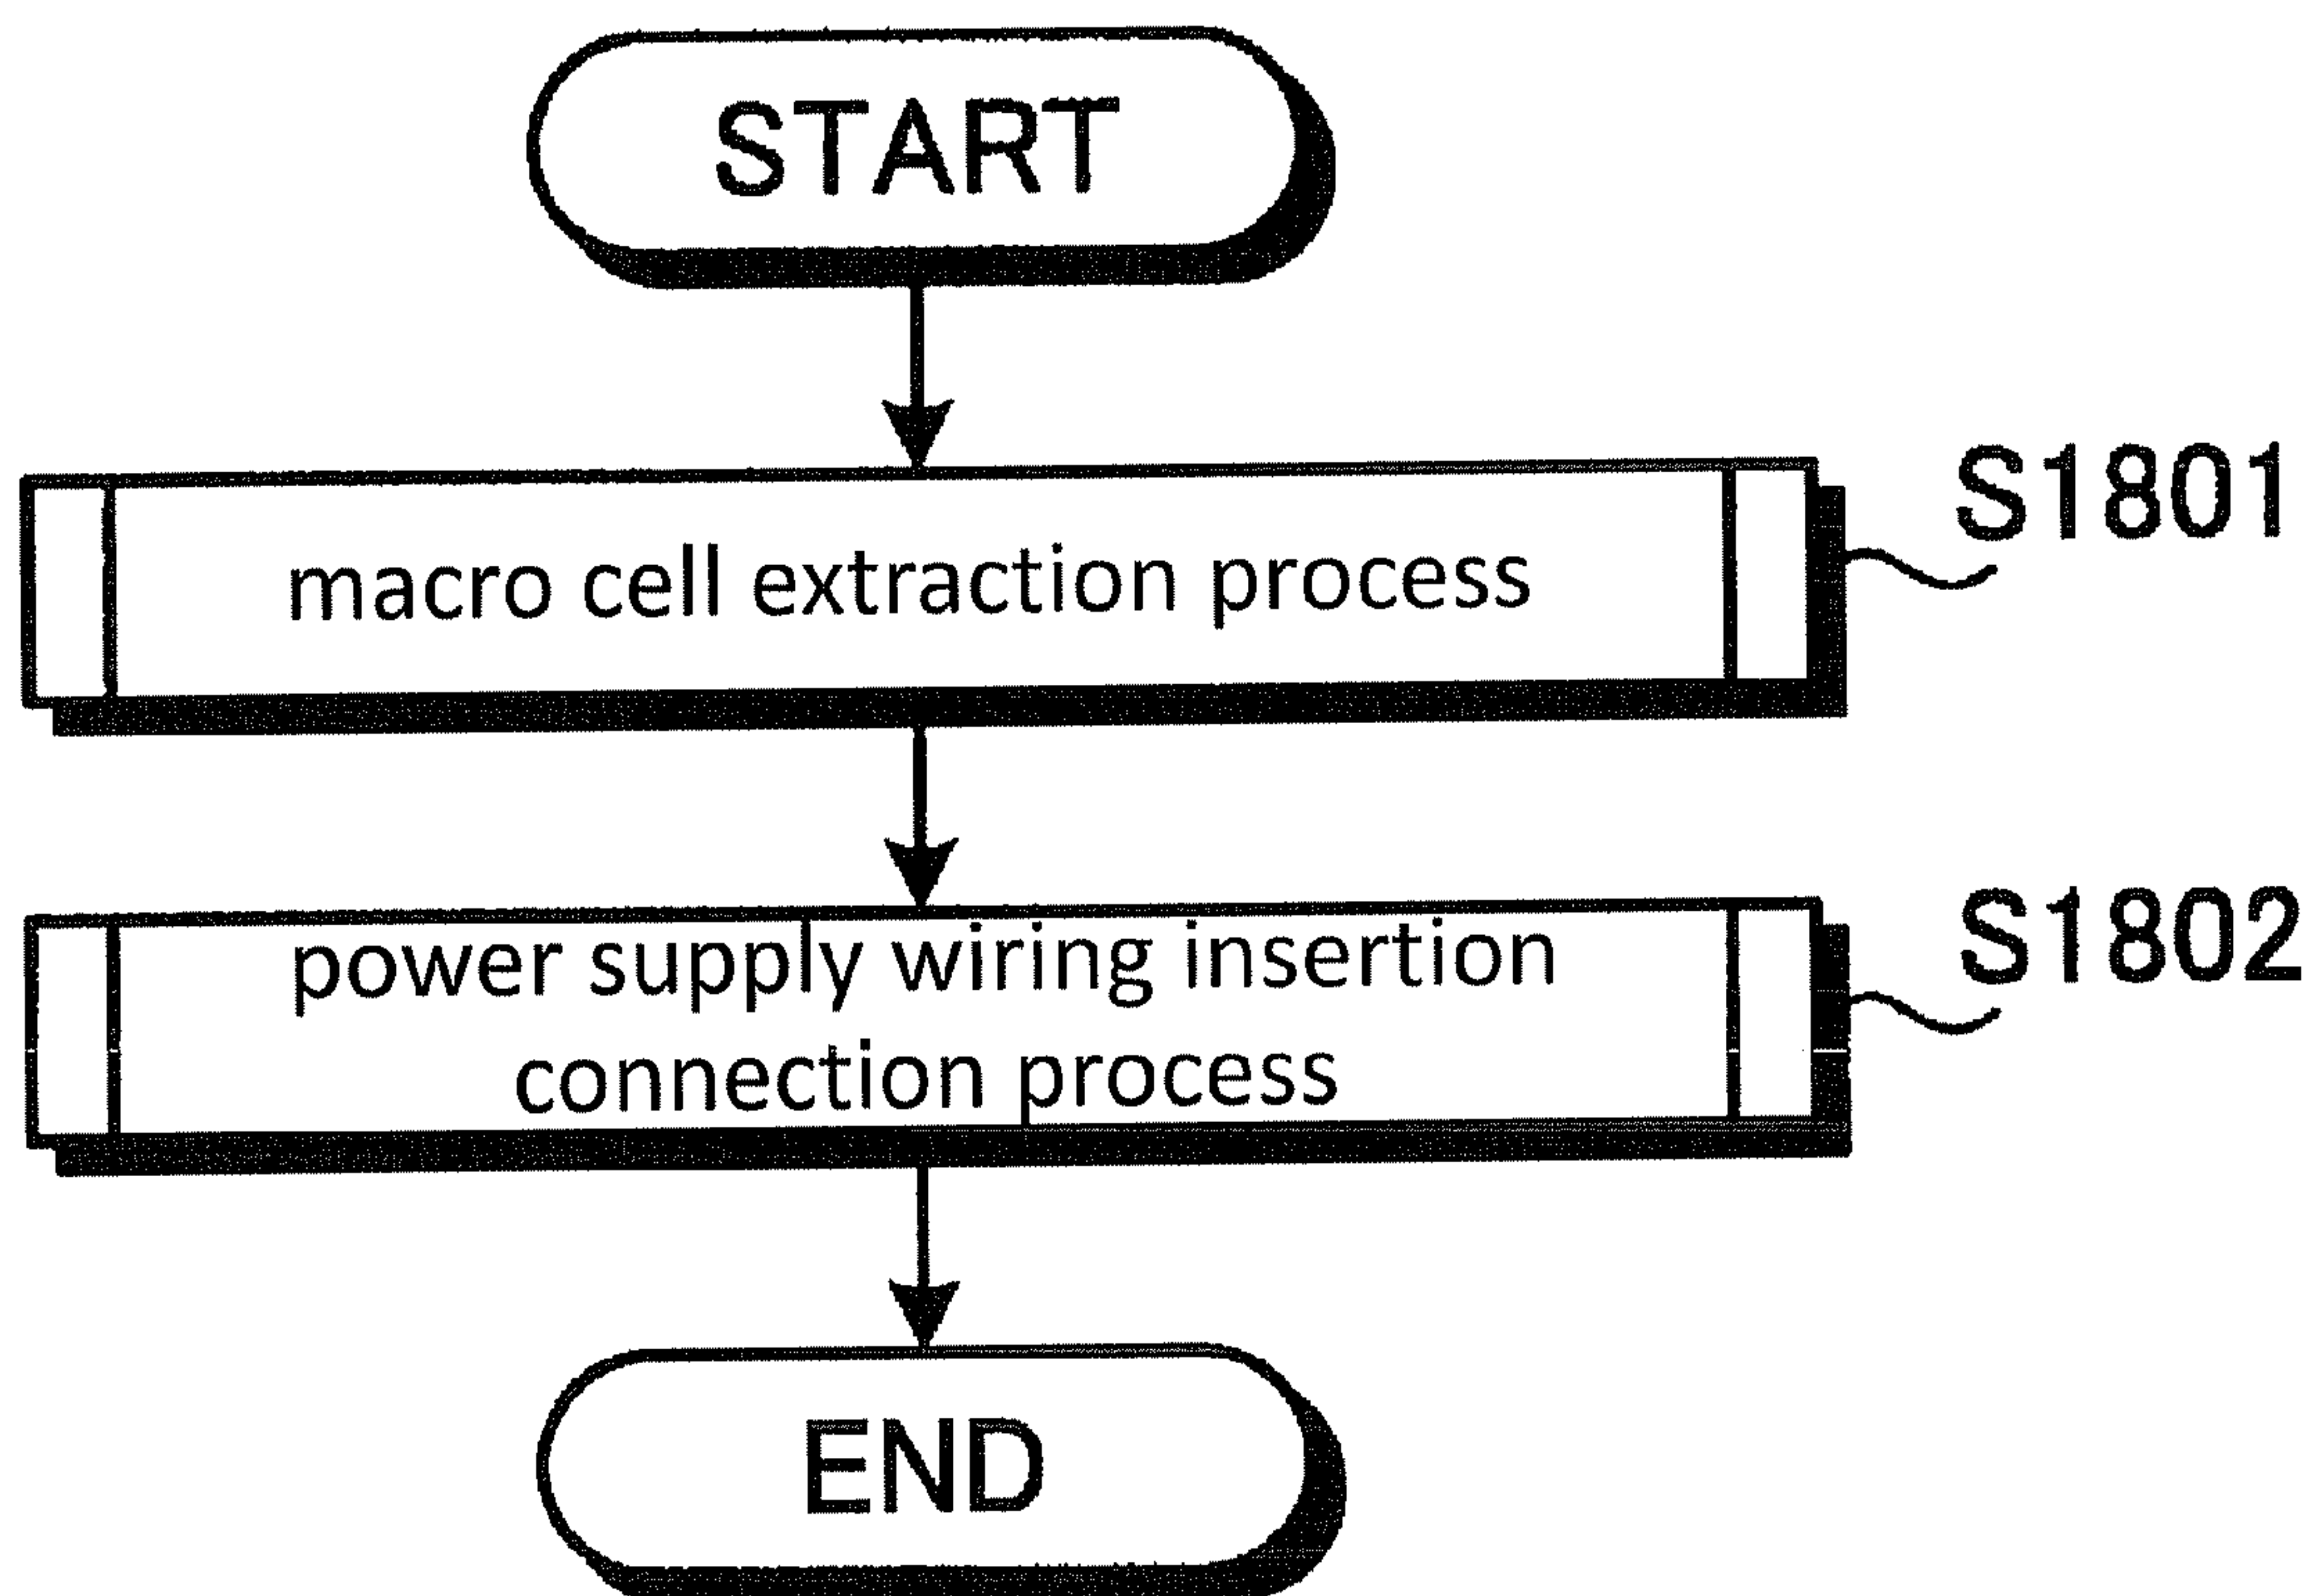 START
S1801
macro cell extraction process
S1802
power supply wiring insertion
connection process
END